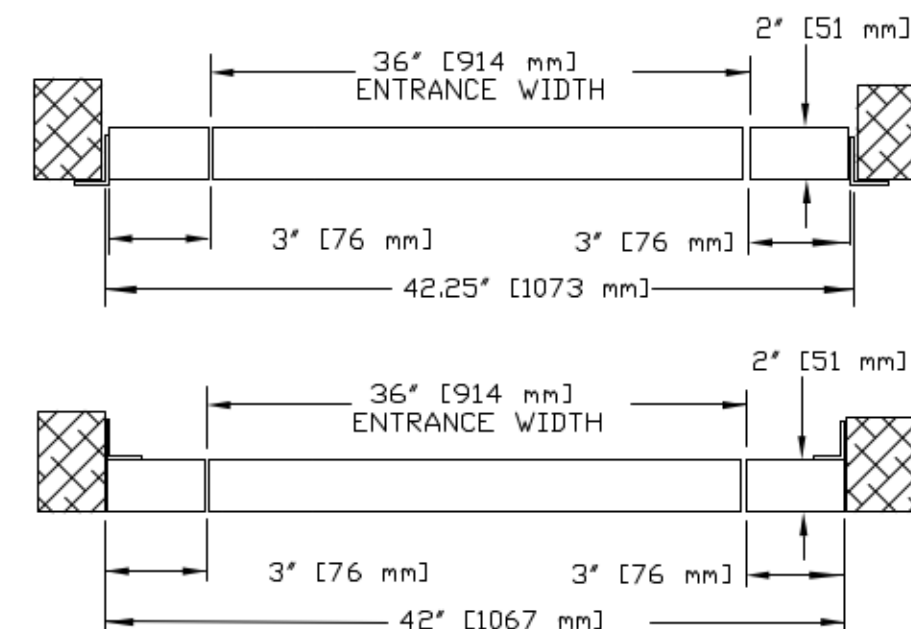 2" [51 mm]
36" [914 mm]
ENTRANCE WIDTH
3" [76 mm]
3" [76 mm]
42.25" [1073 mm]
2" [51 mm]
36" [914 mm]
ENTRANCE WIDTH
3" [76 mm]
3" [76 mm]
42" [1067 mm]